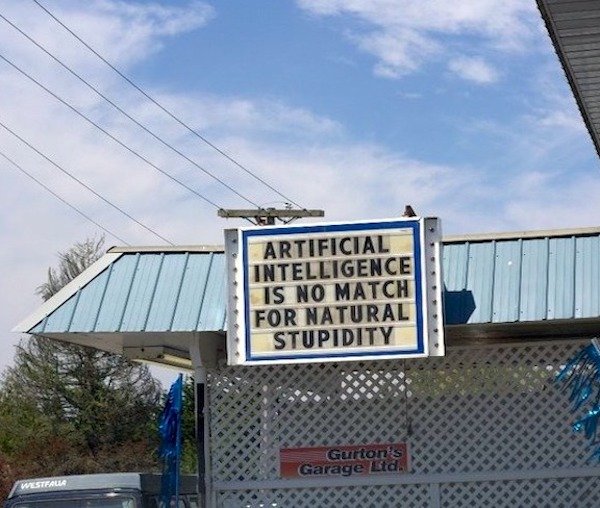 ARTIFICIAL
INTELLIGENCE
IS NO MATCH
FOR NATURAL
STUPIDITY
Gurton's
Garage Ltd.
WESTFALIA